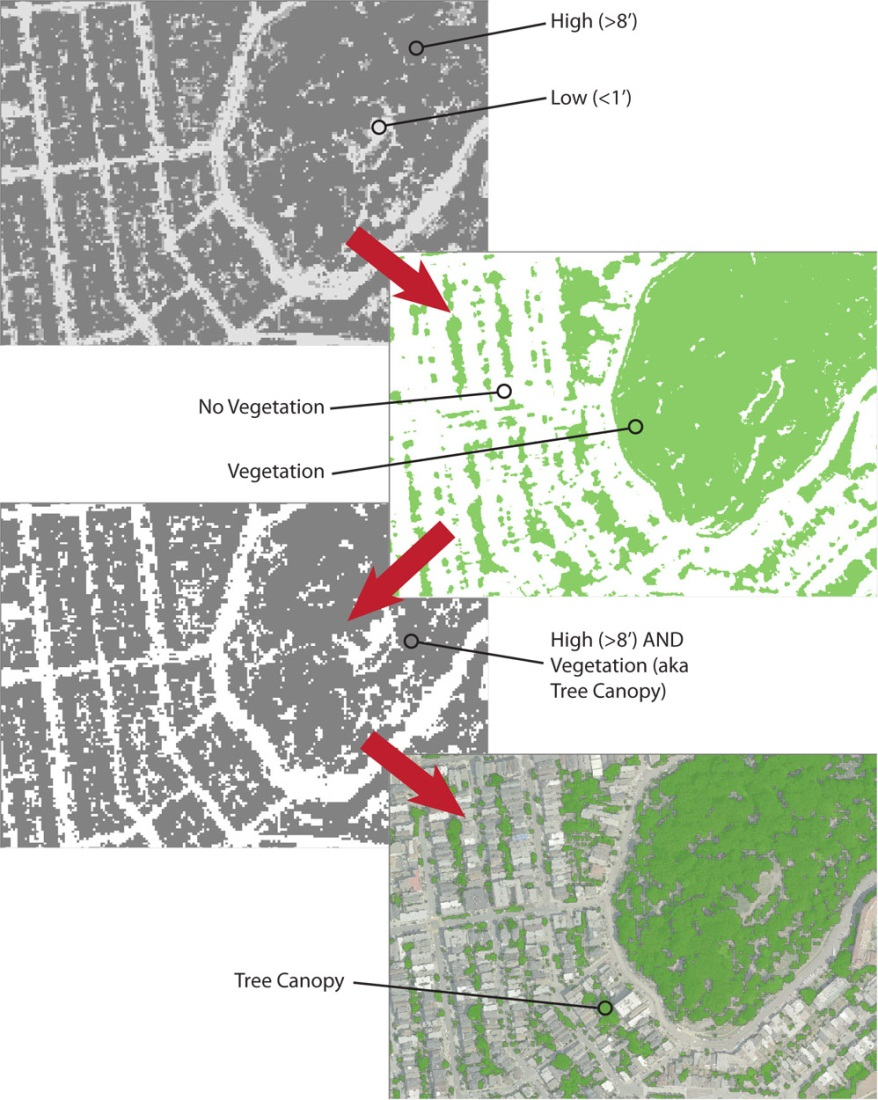 High (>8’)
Low (<1’)
No Vegetation
Vegetation
High (>8’) AND
Vegetation (aka
Tree Canopy)
Tree Canopy